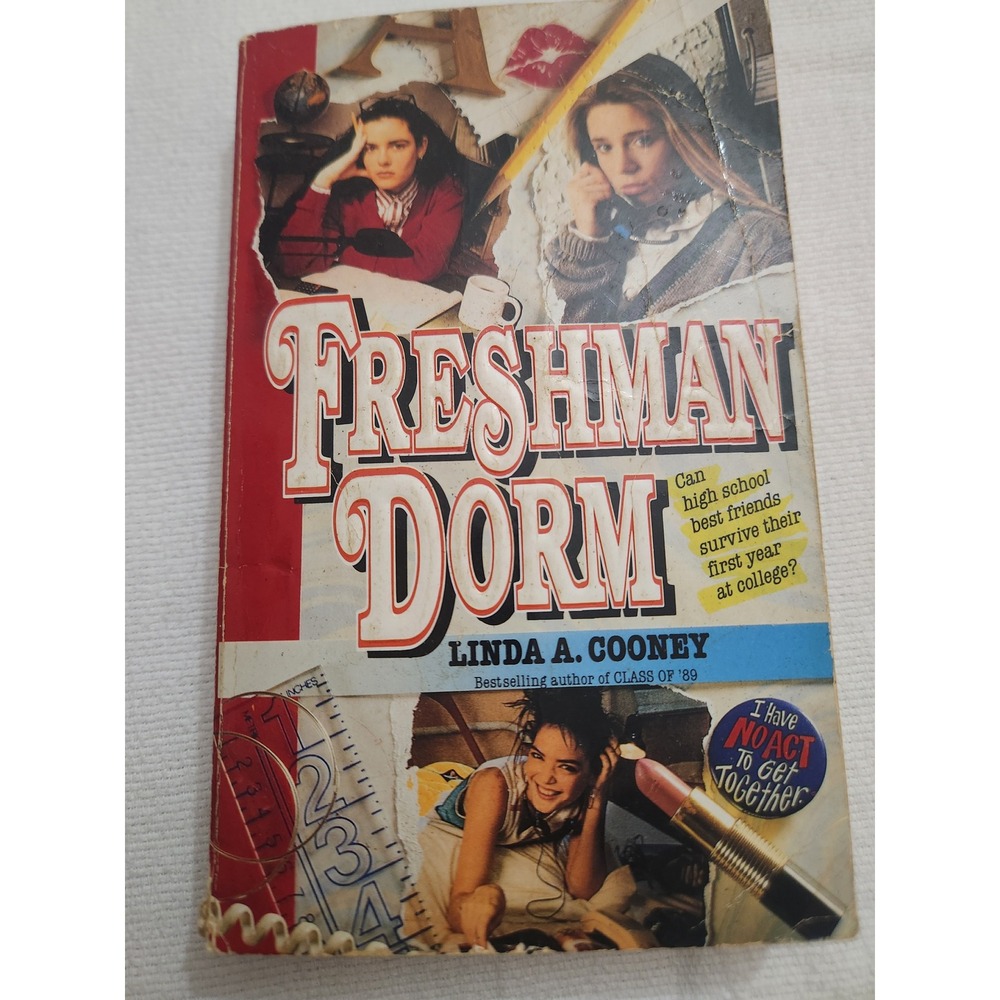 A
FRESHMAN
DORM
Can
high school
best friends
survive their
first year
at college?
LINDA A. COONEY
Bestselling author of CLASS OF '89
INCHES
1
2
3
4
I Have
NO ACT
To Get
Together.